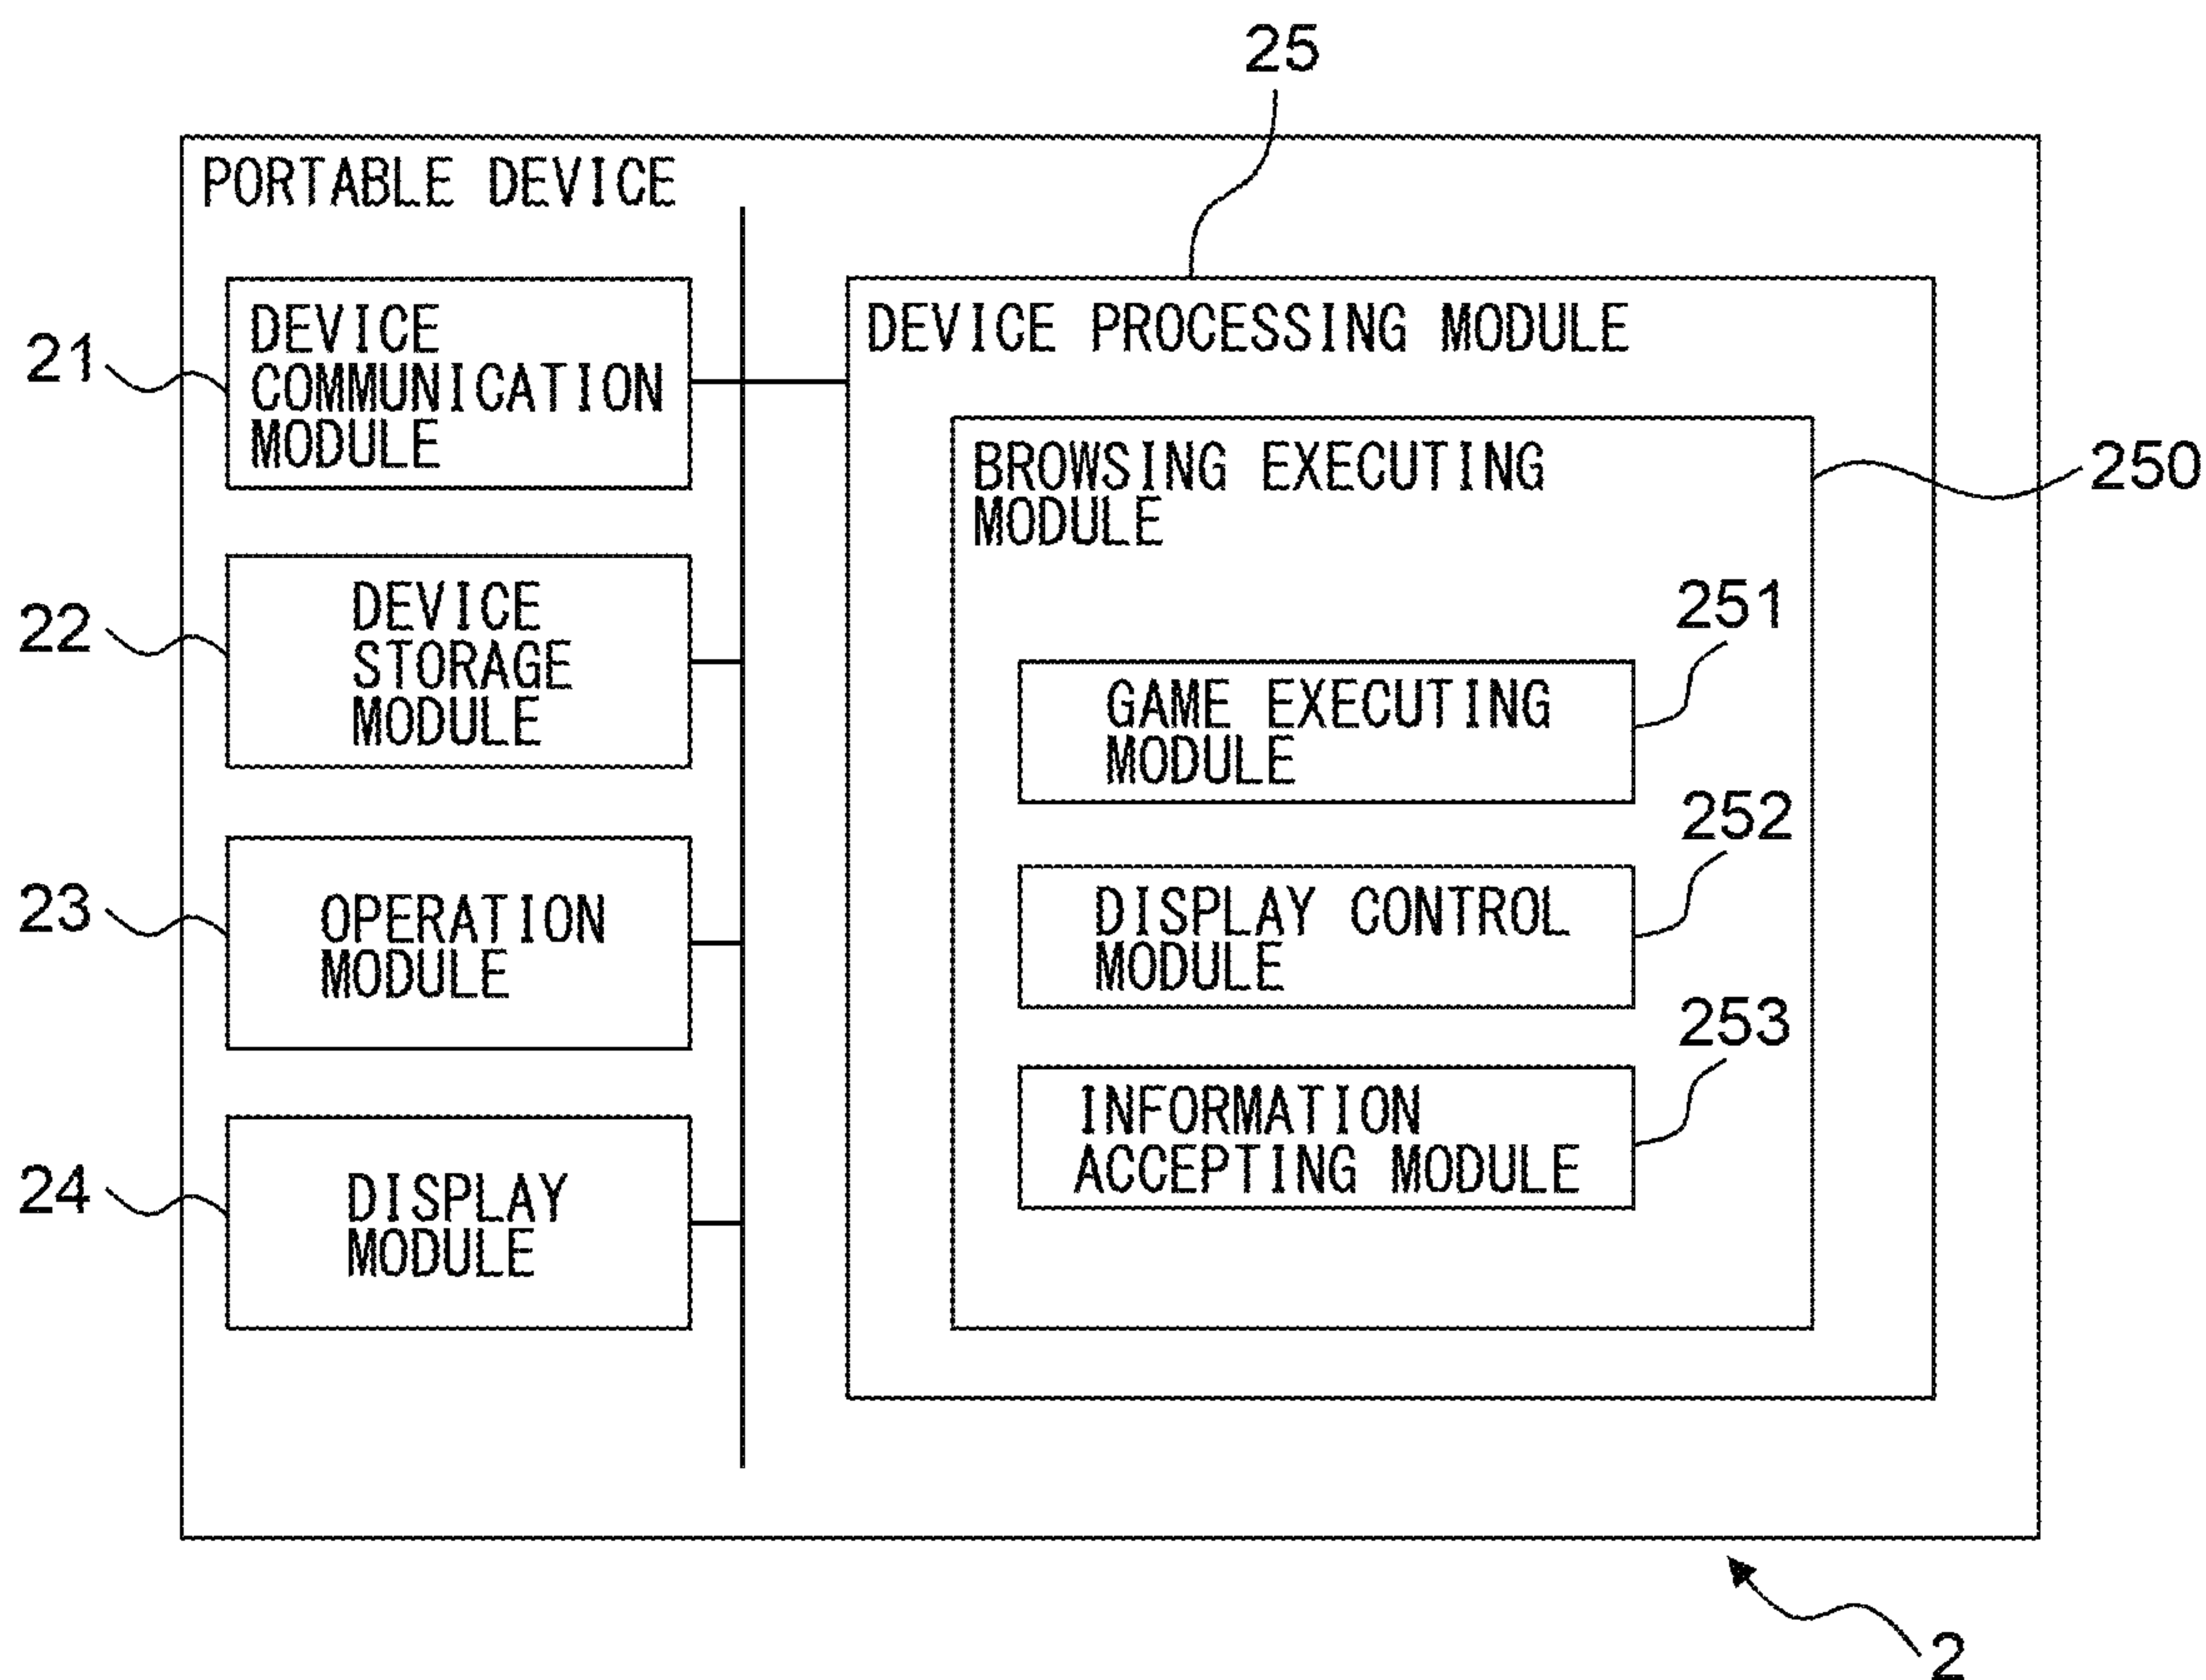 25
PORTABLE DEVICE
21
DEVICE
COMMUNICATION
MODULE
22
DEVICE
STORAGE
MODULE
23
OPERATION
MODULE
24
DISPLAY
MODULE
DEVICE PROCESSING MODULE
BROWSING EXECUTING
MODULE
250
251
GAME EXECUTING
MODULE
252
DISPLAY CONTROL
MODULE
253
INFORMATION
ACCEPTING MODULE
2